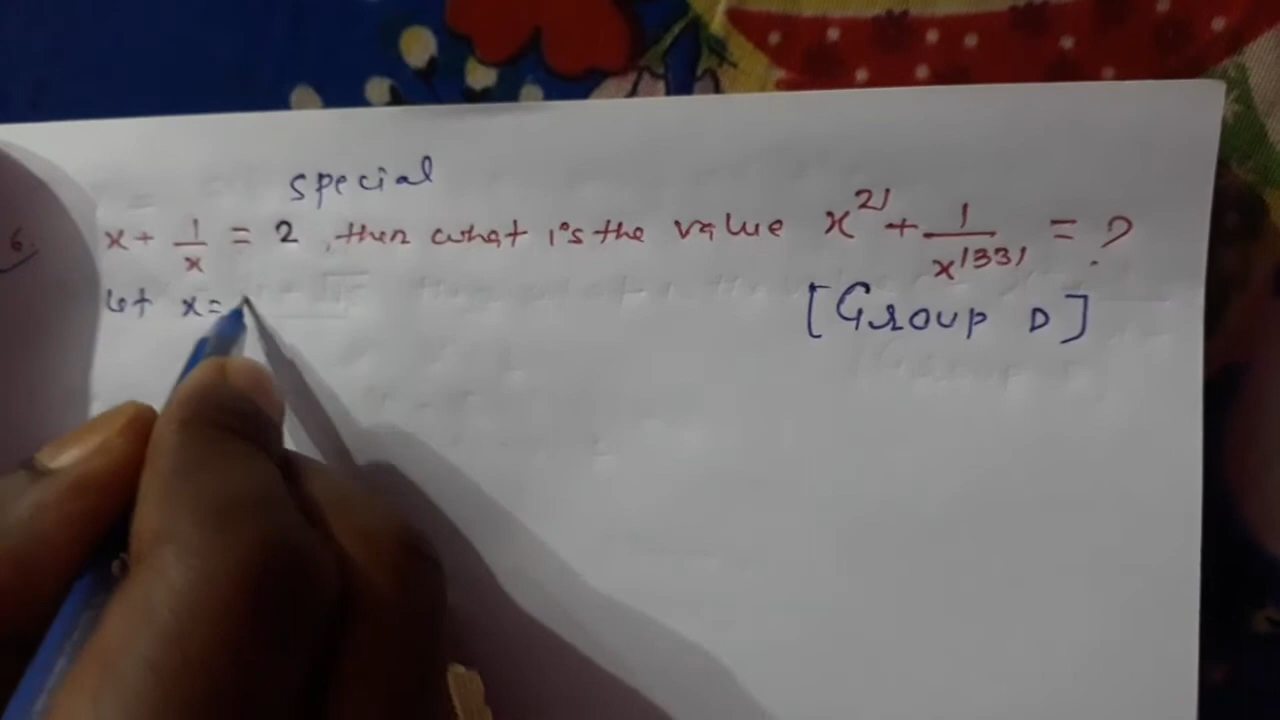 special
6. x + 1/x = 2, then what is the value x^21 + 1/x^1331 = ?
Let x=
[Group D]